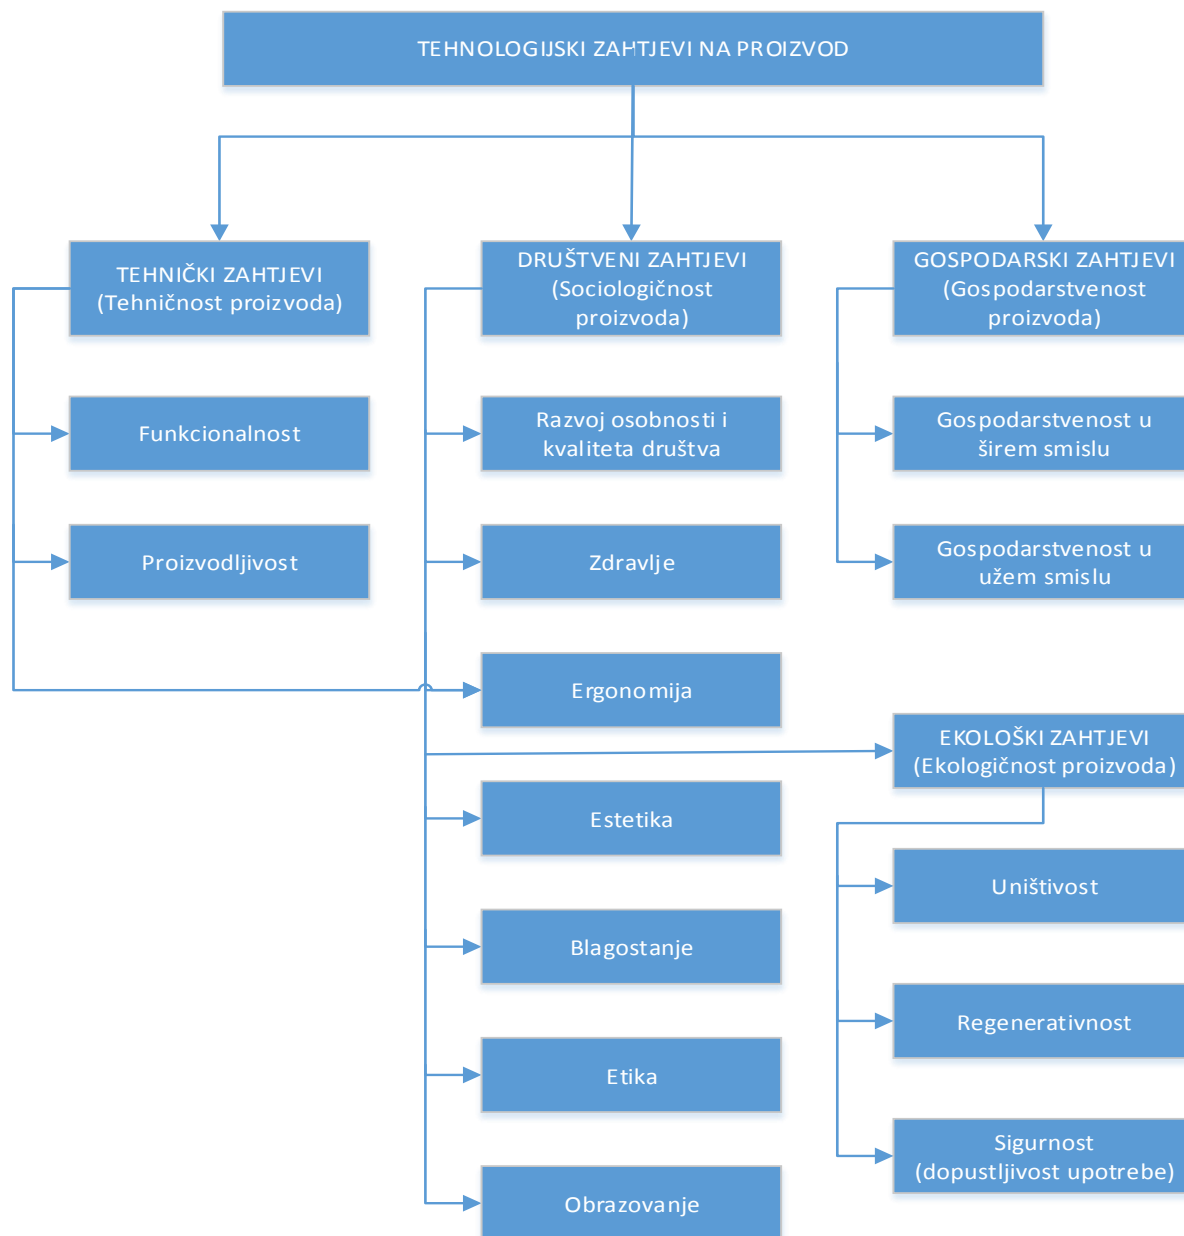 TEHNOLOGIJSKI ZAHTJEVI NA PROIZVOD
TEHNIČKI ZAHTJEVI
(Tehničnost proizvoda)
DRUŠTVENI ZAHTJEVI
(Sociologičnost
proizvoda)
GOSPODARSKI ZAHTJEVI
(Gospodarstvenost
proizvoda)
Funkcionalnost
Razvoj osobnosti i
kvaliteta društva
Gospodarstvenost u
širem smislu
Proizvodljivost
Zdravlje
Gospodarstvenost u
užem smislu
Ergonomija
EKOLOŠKI ZAHTJEVI
(Ekologičnost proizvoda)
Estetika
Uništivost
Blagostanje
Regenerativnost
Etika
Sigurnost
(dopustljivost upotrebe)
Obrazovanje